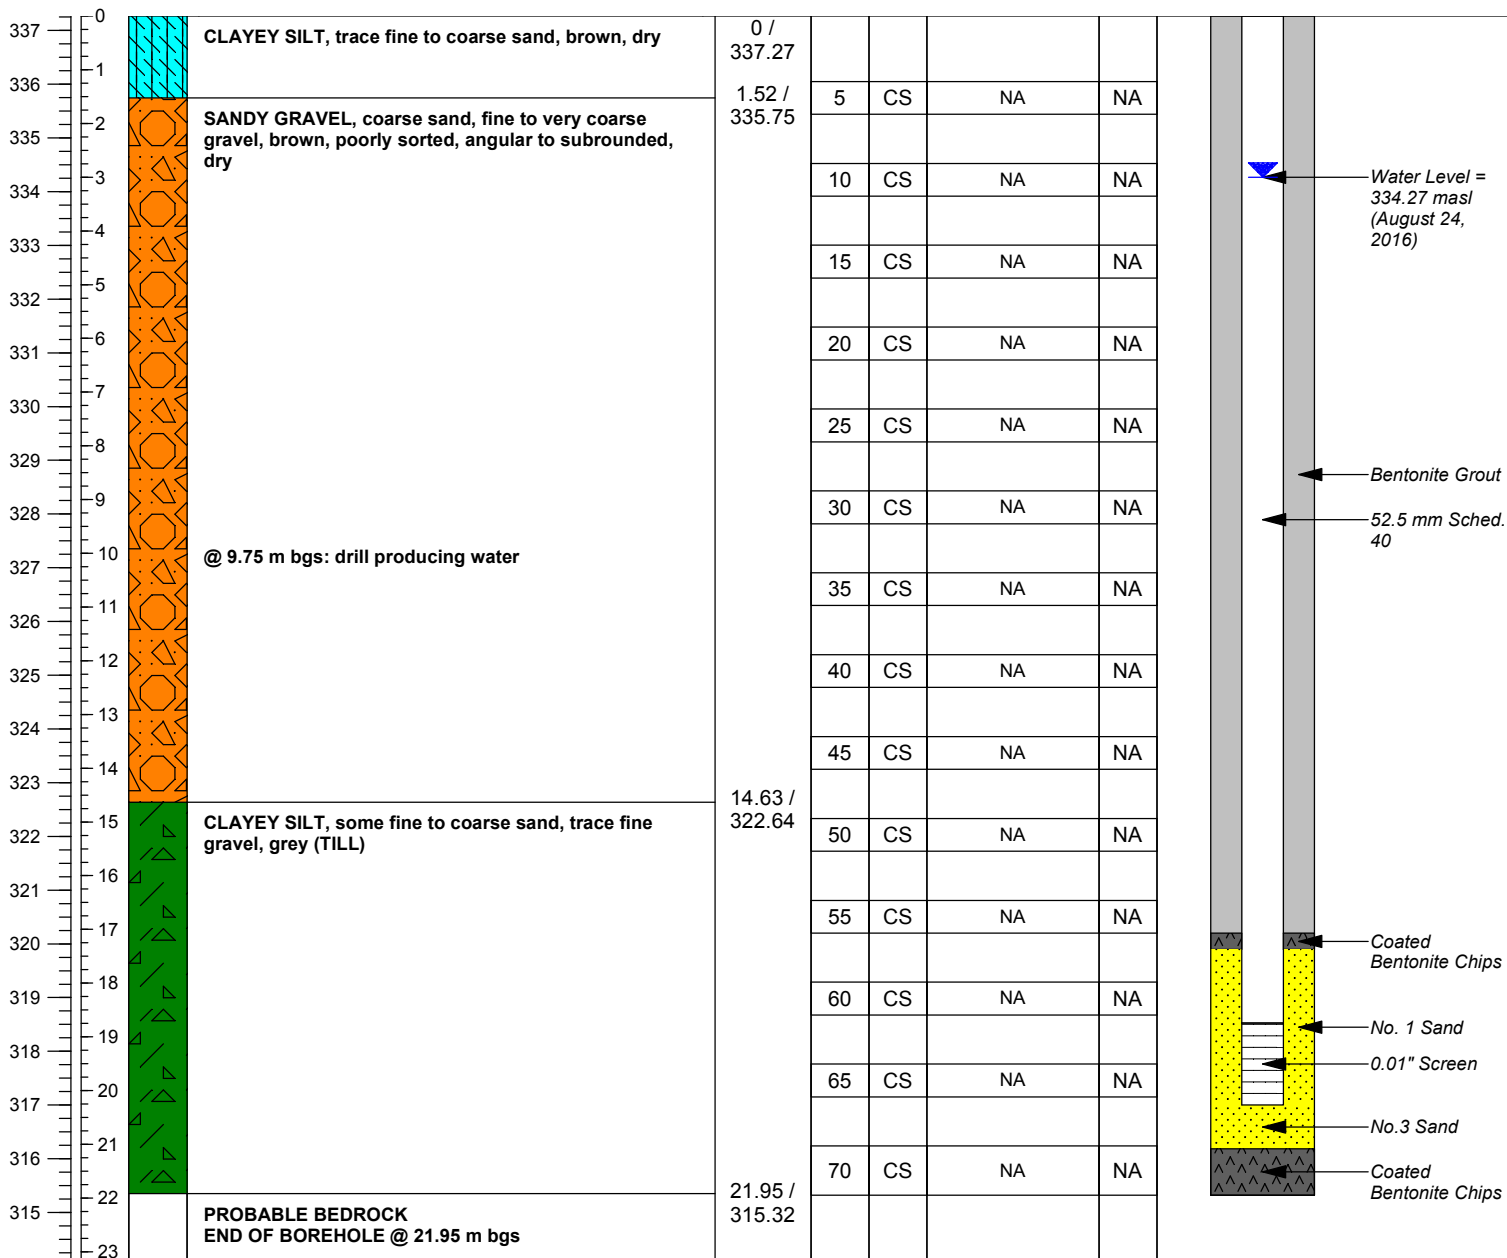 337
336
335
334
333
332
331
330
329
328
327
326
325
324
323
322
321
320
319
318
317
316
315
0
1
2
3
4
5
6
7
8
9
10
11
12
13
14
15
16
17
18
19
20
21
22
23
CLAYEY SILT, trace fine to coarse sand, brown, dry
SANDY GRAVEL, coarse sand, fine to very coarse
gravel, brown, poorly sorted, angular to subrounded,
dry
@ 9.75 m bgs: drill producing water
CLAYEY SILT, some fine to coarse sand, trace fine
gravel, grey (TILL)
PROBABLE BEDROCK
END OF BOREHOLE @ 21.95 m bgs
0 /
337.27
1.52 /
335.75
14.63 /
322.64
21.95 /
315.32
5 CS NA NA
10 CS NA NA
15 CS NA NA
20 CS NA NA
25 CS NA NA
30 CS NA NA
35 CS NA NA
40 CS NA NA
45 CS NA NA
50 CS NA NA
55 CS NA NA
60 CS NA NA
65 CS NA NA
70 CS NA NA
Water Level =
334.27 masl
(August 24,
2016)
Bentonite Grout
52.5 mm Sched.
40
Coated
Bentonite Chips
No. 1 Sand
0.01" Screen
No.3 Sand
Coated
Bentonite Chips